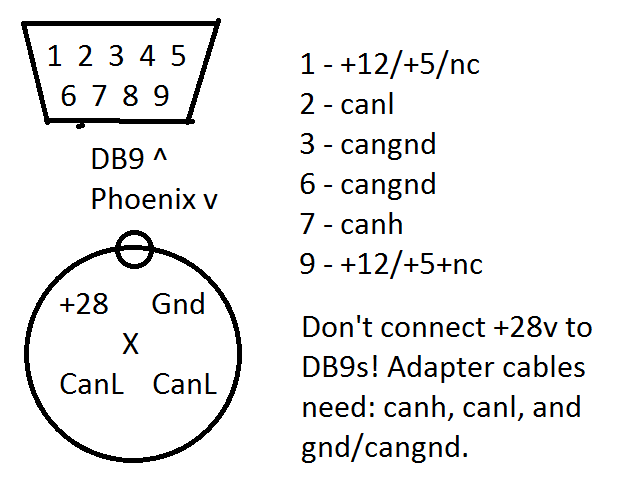 1 2 3 4 5
6 7 8 9
DB9 ^
Phoenix v
+28 Gnd
X
CanL CanL
1 - +12/+5/nc
2 - canl
3 - cangnd
6 - cangnd
7 - canh
9 - +12/+5+nc
Don't connect +28v to
DB9s! Adapter cables
need: canh, canl, and
gnd/cangnd.